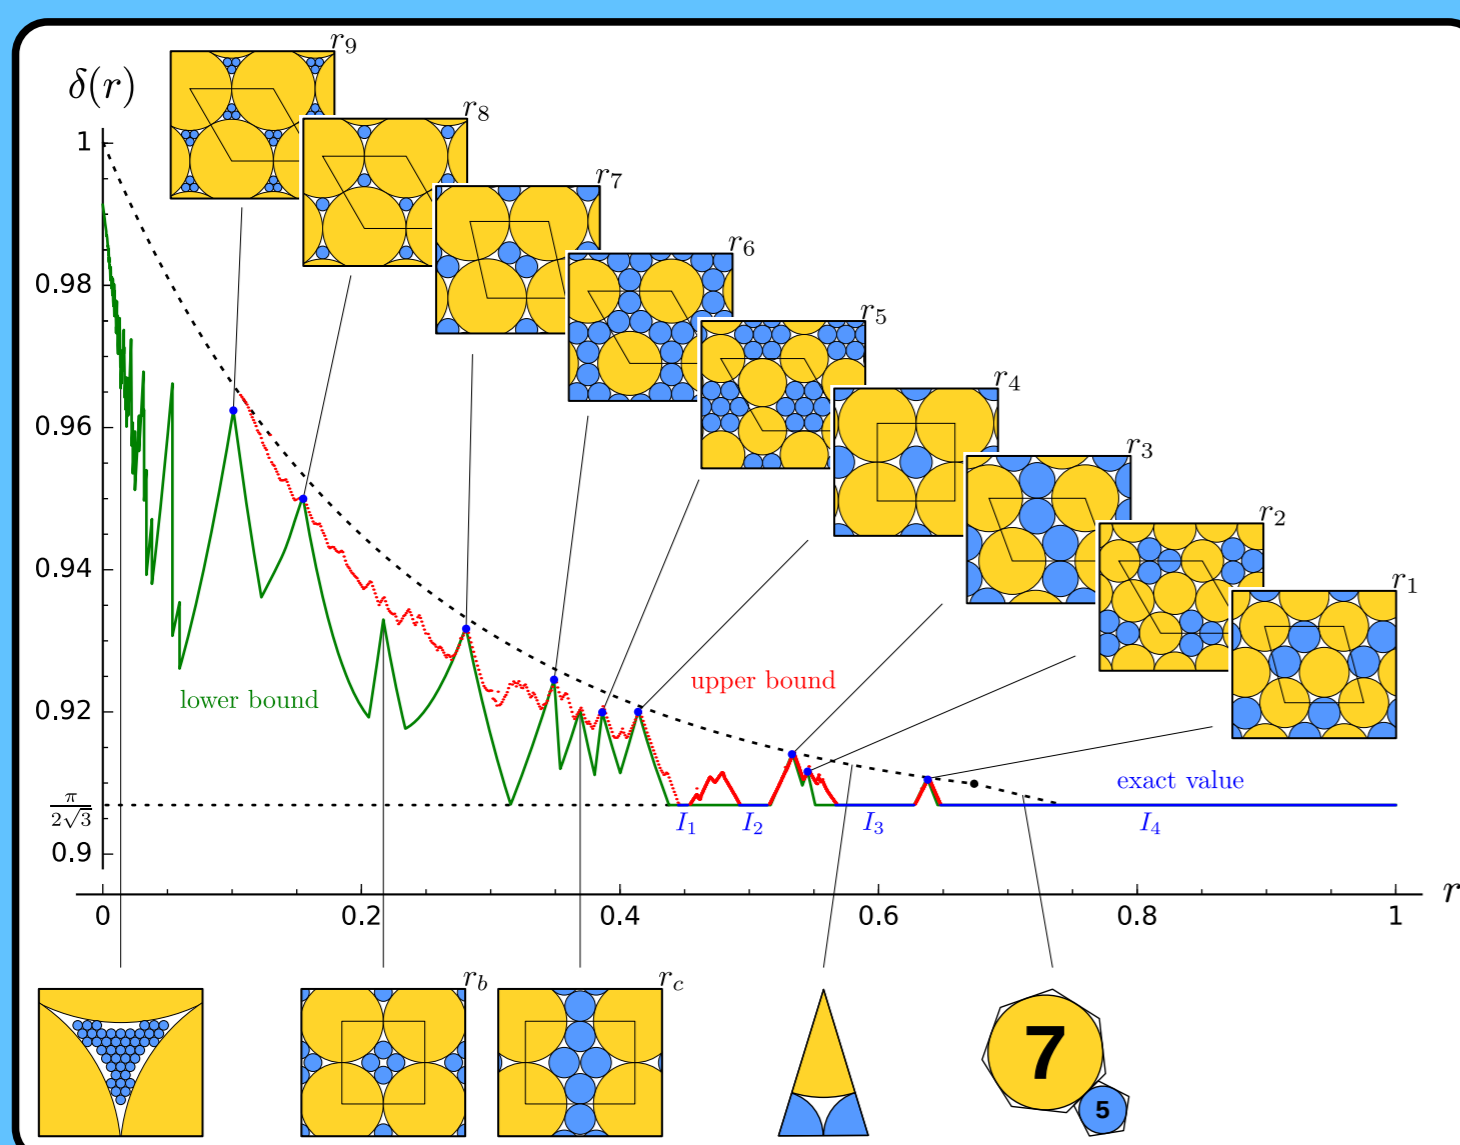 r₉
δ(r)
r₈
1
r₇
r₆
0.98
r₅
r₄
0.96
r₃
r₂
0.94
r₁
lower bound
upper bound
0.92
exact value
π/2√3
I₁ I₂ I₃ I₄
0.9
r
0 0.2 0.4 0.6 0.8 1
r_b r_c
7
5